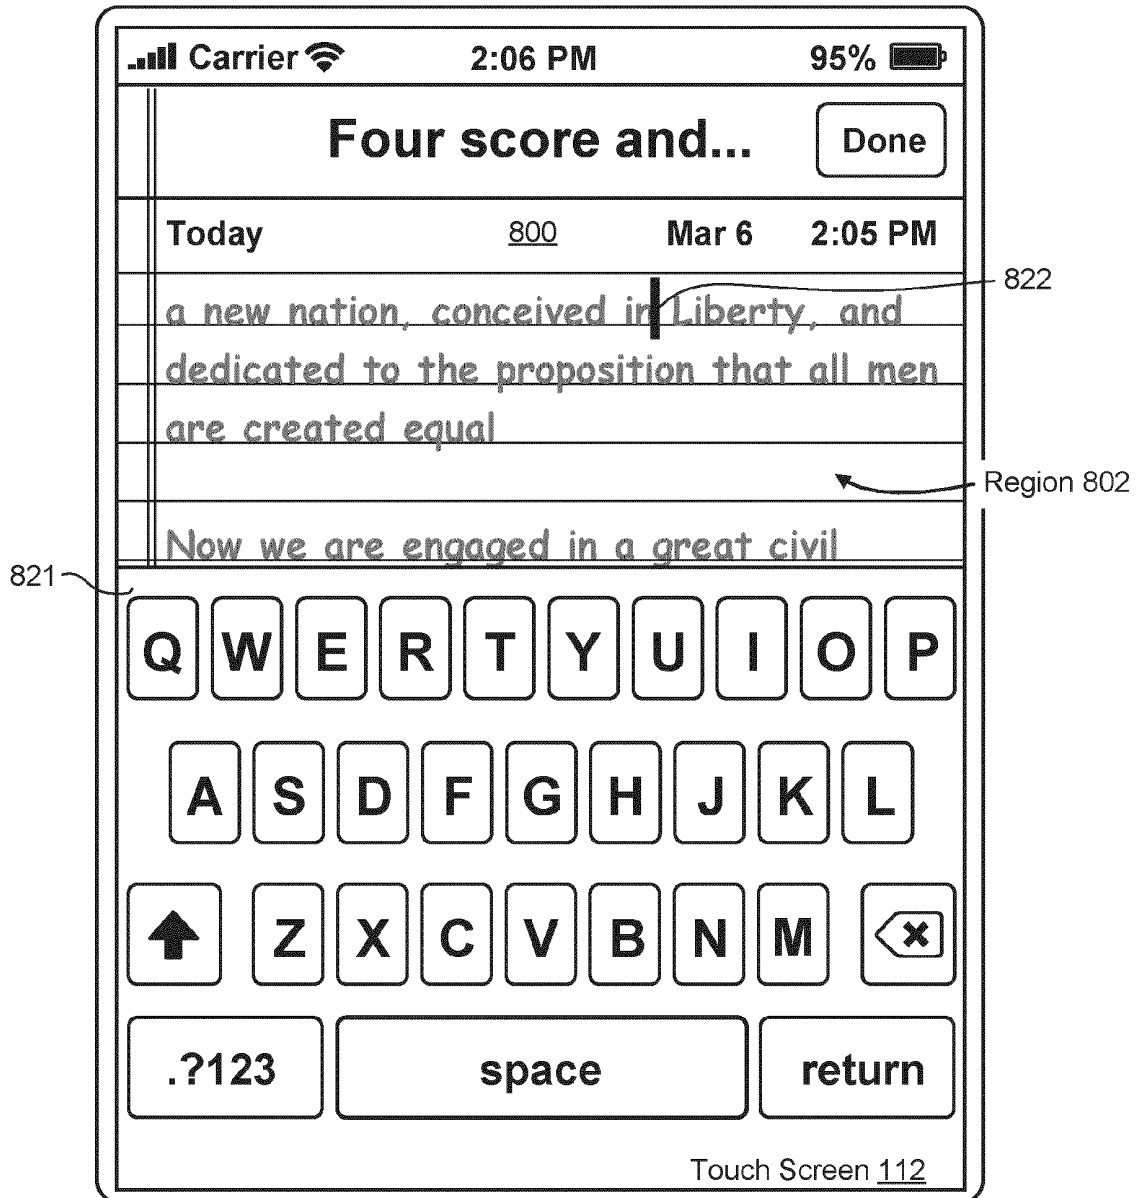 Carrier 2:06 PM 95%
Four score and... Done
Today 800 Mar 6 2:05 PM
822
a new nation, conceived in Liberty, and
dedicated to the proposition that all men
are created equal
Region 802
Now we are engaged in a great civil
821
Q W E R T Y U I O P
A S D F G H J K L
Z X C V B N M
.?123 space return
Touch Screen 112